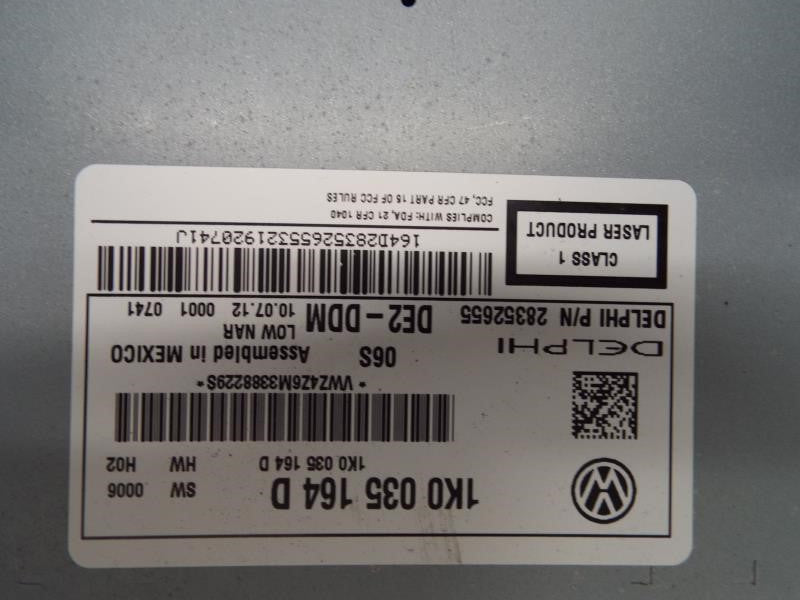 1K0 035 164 D
SW 0006
1K0 035 164 D HW H02
*VWZ4Z6M3388229S*
DELPHI 06S Assembled in MEXICO
LOW NAR
DELPHI P/N 28352655 DE2-DDM 10.07.12 0001 0741
164D28352655321920741J
CLASS 1
LASER PRODUCT
COMPLIES WITH: FDA, 21 CFR 1040
FCC, 47 CFR PART 15 OF FCC RULES